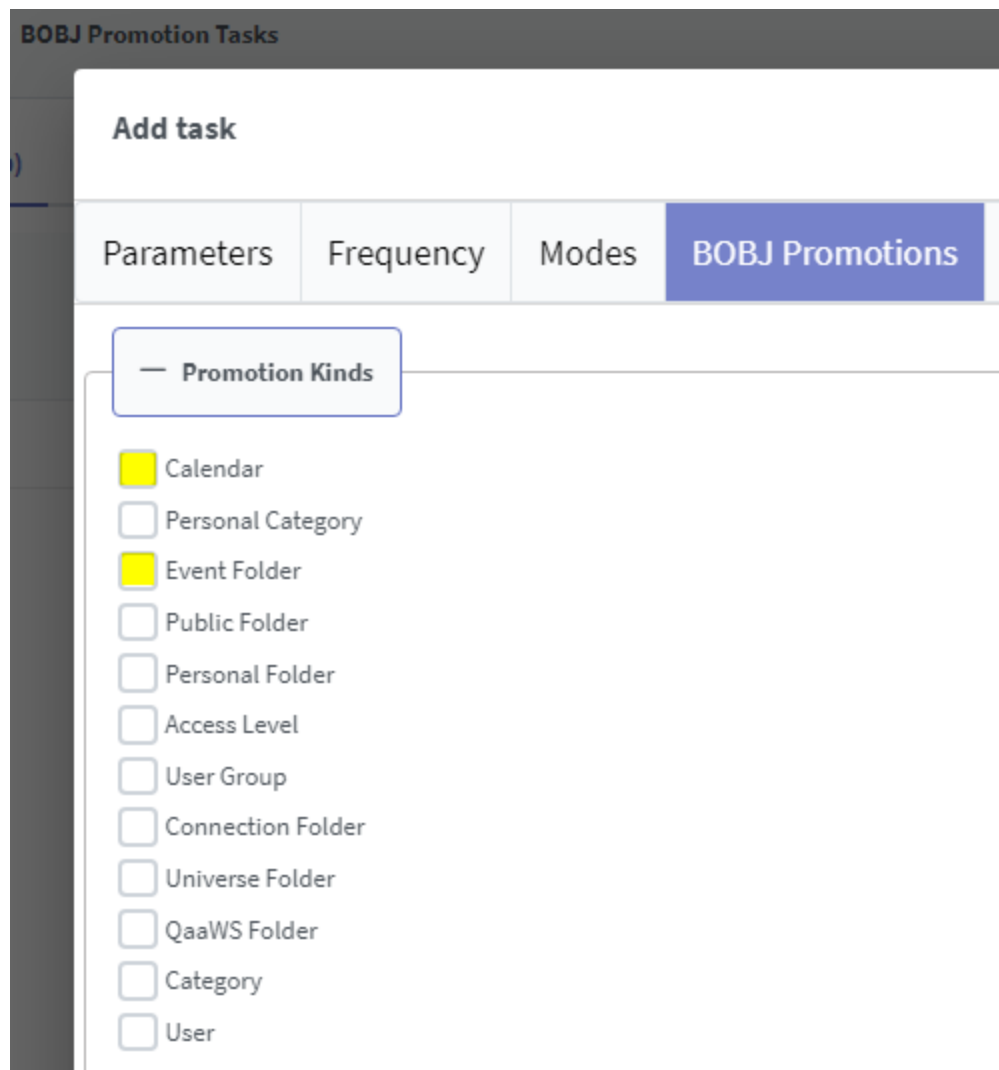 BOBJ Promotion Tasks
Add task
Parameters Frequency Modes BOBJ Promotions
— Promotion Kinds
Calendar
Personal Category
Event Folder
Public Folder
Personal Folder
Access Level
User Group
Connection Folder
Universe Folder
QaaWS Folder
Category
User